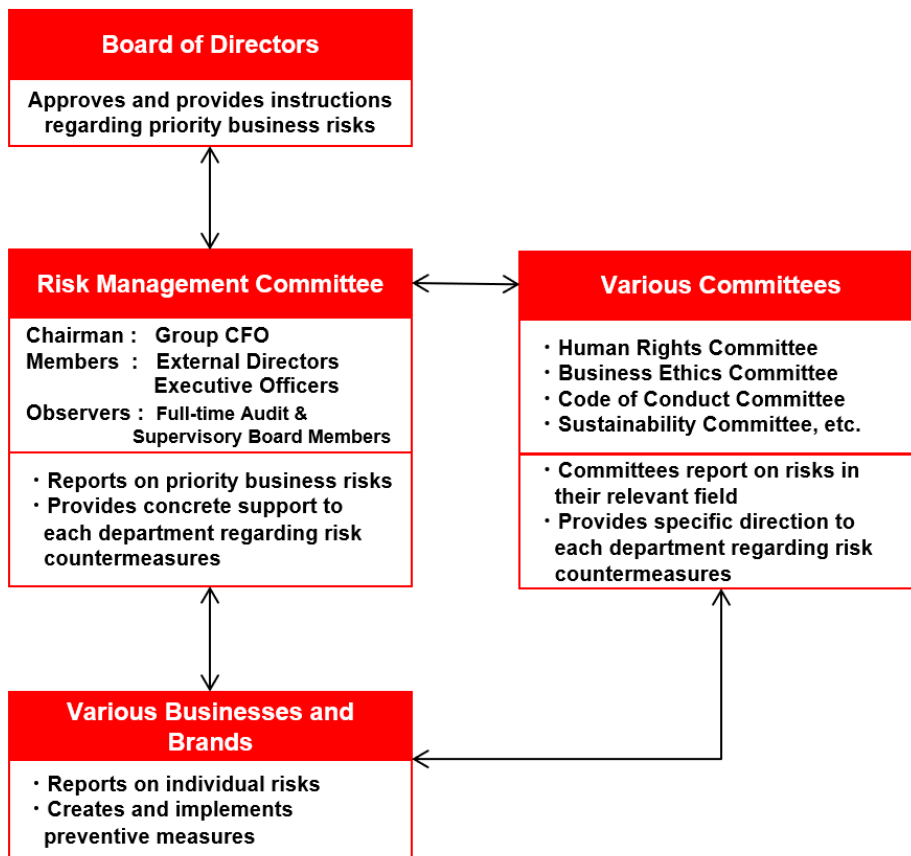 Board of Directors
Approves and provides instructions
regarding priority business risks
Risk Management Committee
Chairman : Group CFO
Members : External Directors
Executive Officers
Observers : Full-time Audit &
Supervisory Board Members
・Reports on priority business risks
・Provides concrete support to
each department regarding risk
countermeasures
Various Committees
・Human Rights Committee
・Business Ethics Committee
・Code of Conduct Committee
・Sustainability Committee, etc.
・Committees report on risks in
their relevant field
・Provides specific direction to
each department regarding risk
countermeasures
Various Businesses and
Brands
・Reports on individual risks
・Creates and implements
preventive measures